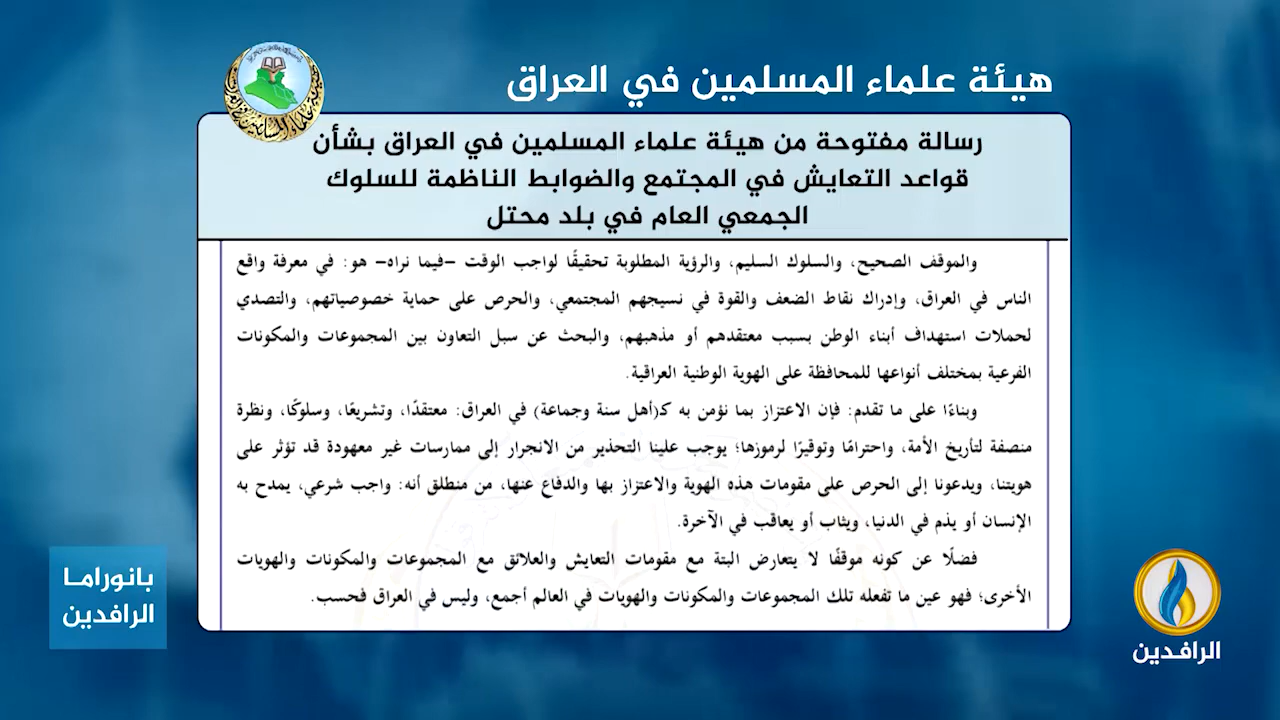 هيئة علماء المسلمين في العراق
رسالة مفتوحة من هيئة علماء المسلمين في العراق بشأن
قواعد التعايش في المجتمع والضوابط الناظمة للسلوك
الجمعي العام في بلد محتل
والموقف الصحيح، والسلوك السليم، والرؤية المطلوبة تحقيقًا لواجب الوقت –فيما نراه– هو: في معرفة واقع
الناس في العراق، وإدراك نقاط الضعف والقوة في نسيجهم المجتمعي، والحرص على حماية خصوصياتهم، والتصدي
لحملات استهداف أبناء الوطن بسبب معتقدهم أو مذهبهم، والبحث عن سبل التعاون بين المجموعات والمكونات
الفرعية بمختلف أنواعها للمحافظة على الهوية الوطنية العراقية.
وبناءًا على ما تقدم: فإن الاعتزاز بما نؤمن به كـ(أهل سنة وجماعة) في العراق: معتقدًا، وتشريعًا، وسلوكًا، ونظرة
منصفة لتأريخ الأمة، واحترامًا وتوقيرًا لرموزها؛ يوجب علينا التحذير من الانجرار إلى ممارسات غير معهودة قد تؤثر على
هويتنا، ويدعونا إلى الحرص على مقومات هذه الهوية والاعتزاز بها والدفاع عنها، من منطلق أنه: واجب شرعي، يمدح به
الإنسان أو يذم في الدنيا، ويثاب أو يعاقب في الآخرة.
فضلًا عن كونه موقفًا لا يتعارض البتة مع مقومات التعايش والعلائق مع المجموعات والمكونات والهويات
الأخرى؛ فهو عين ما تفعله تلك المجموعات والمكونات والهويات في العالم أجمع، وليس في العراق فحسب.
بانوراما
الرافدين
الرافدين